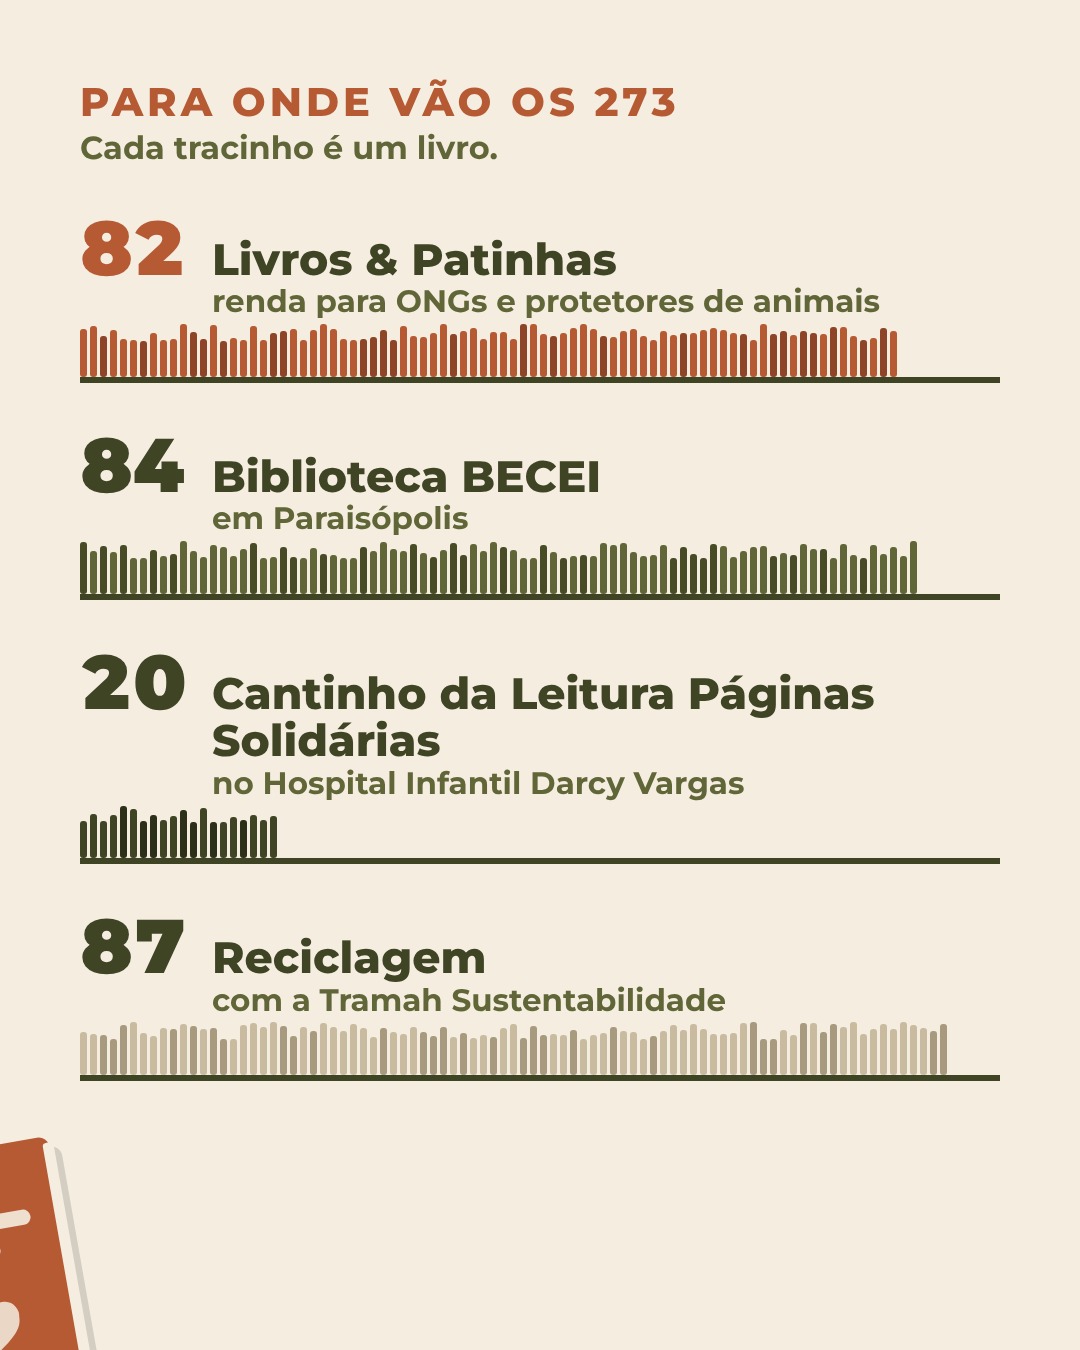 PARA ONDE VÃO OS 273
Cada tracinho é um livro.
82 Livros & Patinhas
renda para ONGs e protetores de animais
84 Biblioteca BECEI
em Paraisópolis
20 Cantinho da Leitura Páginas
Solidárias
no Hospital Infantil Darcy Vargas
87 Reciclagem
com a Tramah Sustentabilidade